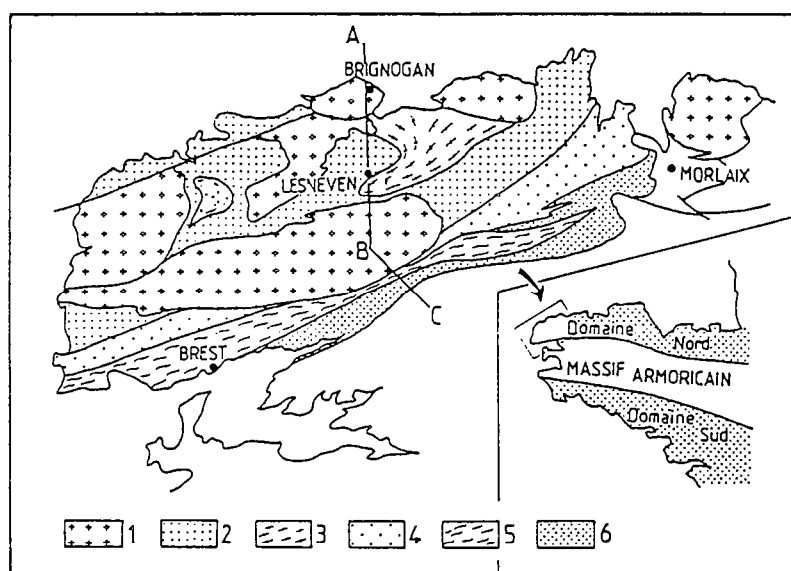 A
BRIGNOGAN
LESNEVEN
MORLAIX
B
C
BREST
Domaine
Nord
MASSIF ARMORICAIN
Domaine
Sud
1 2 3 4 5 6